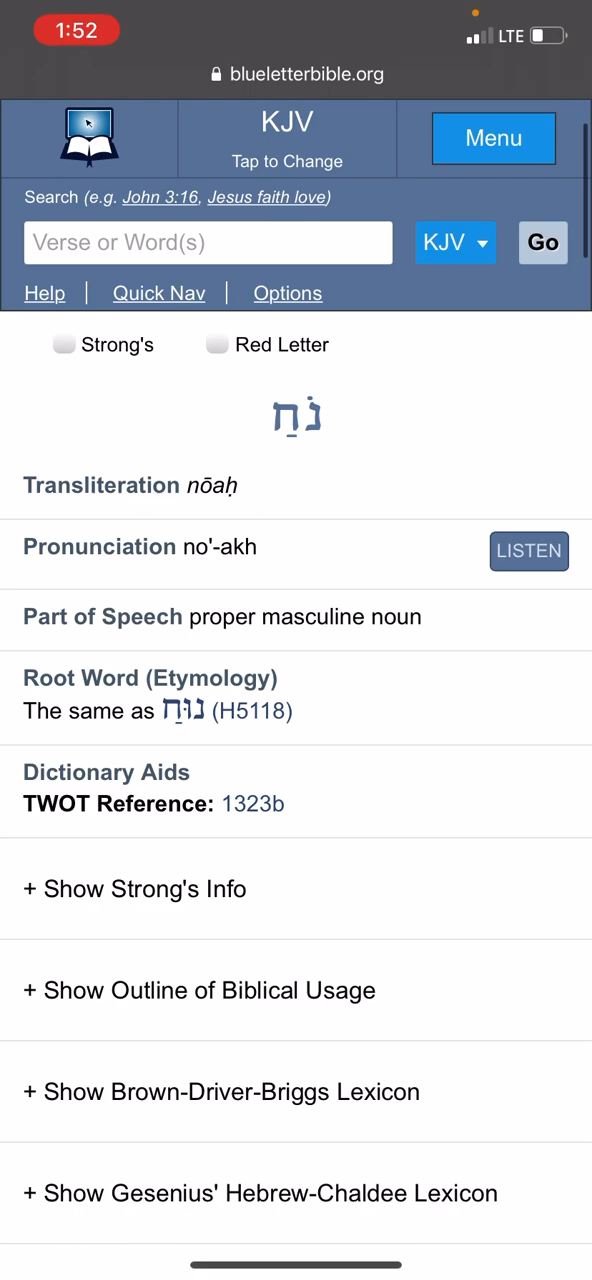 1:52
LTE
blueletterbible.org
KJV
Tap to Change
Menu
Search (e.g. John 3:16, Jesus faith love)
Verse or Word(s)
KJV
Go
Help | Quick Nav | Options
Strong's Red Letter
נֹחַ
Transliteration nōaḥ
Pronunciation no'-akh
LISTEN
Part of Speech proper masculine noun
Root Word (Etymology)
The same as נוּחַ (H5118)
Dictionary Aids
TWOT Reference: 1323b
+ Show Strong's Info
+ Show Outline of Biblical Usage
+ Show Brown-Driver-Briggs Lexicon
+ Show Gesenius' Hebrew-Chaldee Lexicon